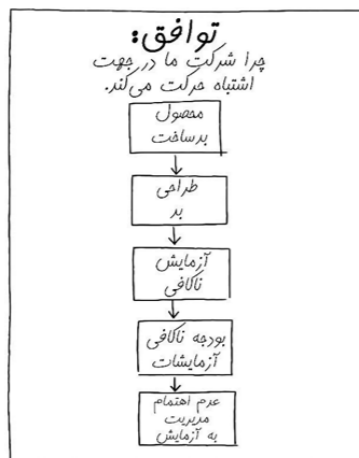 توافق:
چرا شرکت ما در جهت
اشتباه حرکت می‌کند.
محصول
بدساخت
طراحی
بد
آزمایش
ناکافی
بودجه ناکافی
آزمایشات
عدم اهتمام
مدیریت
به آزمایش